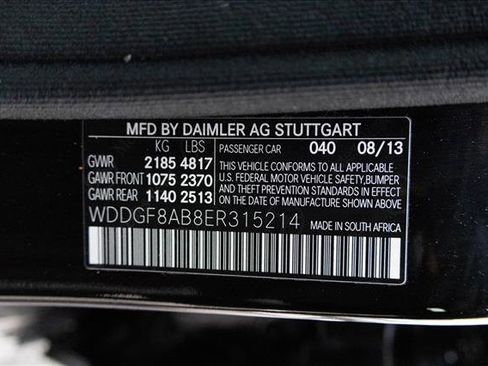 MFD BY DAIMLER AG STUTTGART
KG LBS PASSENGER CAR 040 08/13
GVWR 2185 4817 THIS VEHICLE CONFORMS TO ALL APPLICABLE
GAWR FRONT 1075 2370 U.S. FEDERAL MOTOR VEHICLE SAFETY,BUMPER
GAWR REAR 1140 2513 AND THEFT PREVENTION STANDARDS IN EFFECT
ON THE DATE OF MANUFACTURE SHOWN ABOVE.
WDDGF8AB8ER315214 MADE IN SOUTH AFRICA